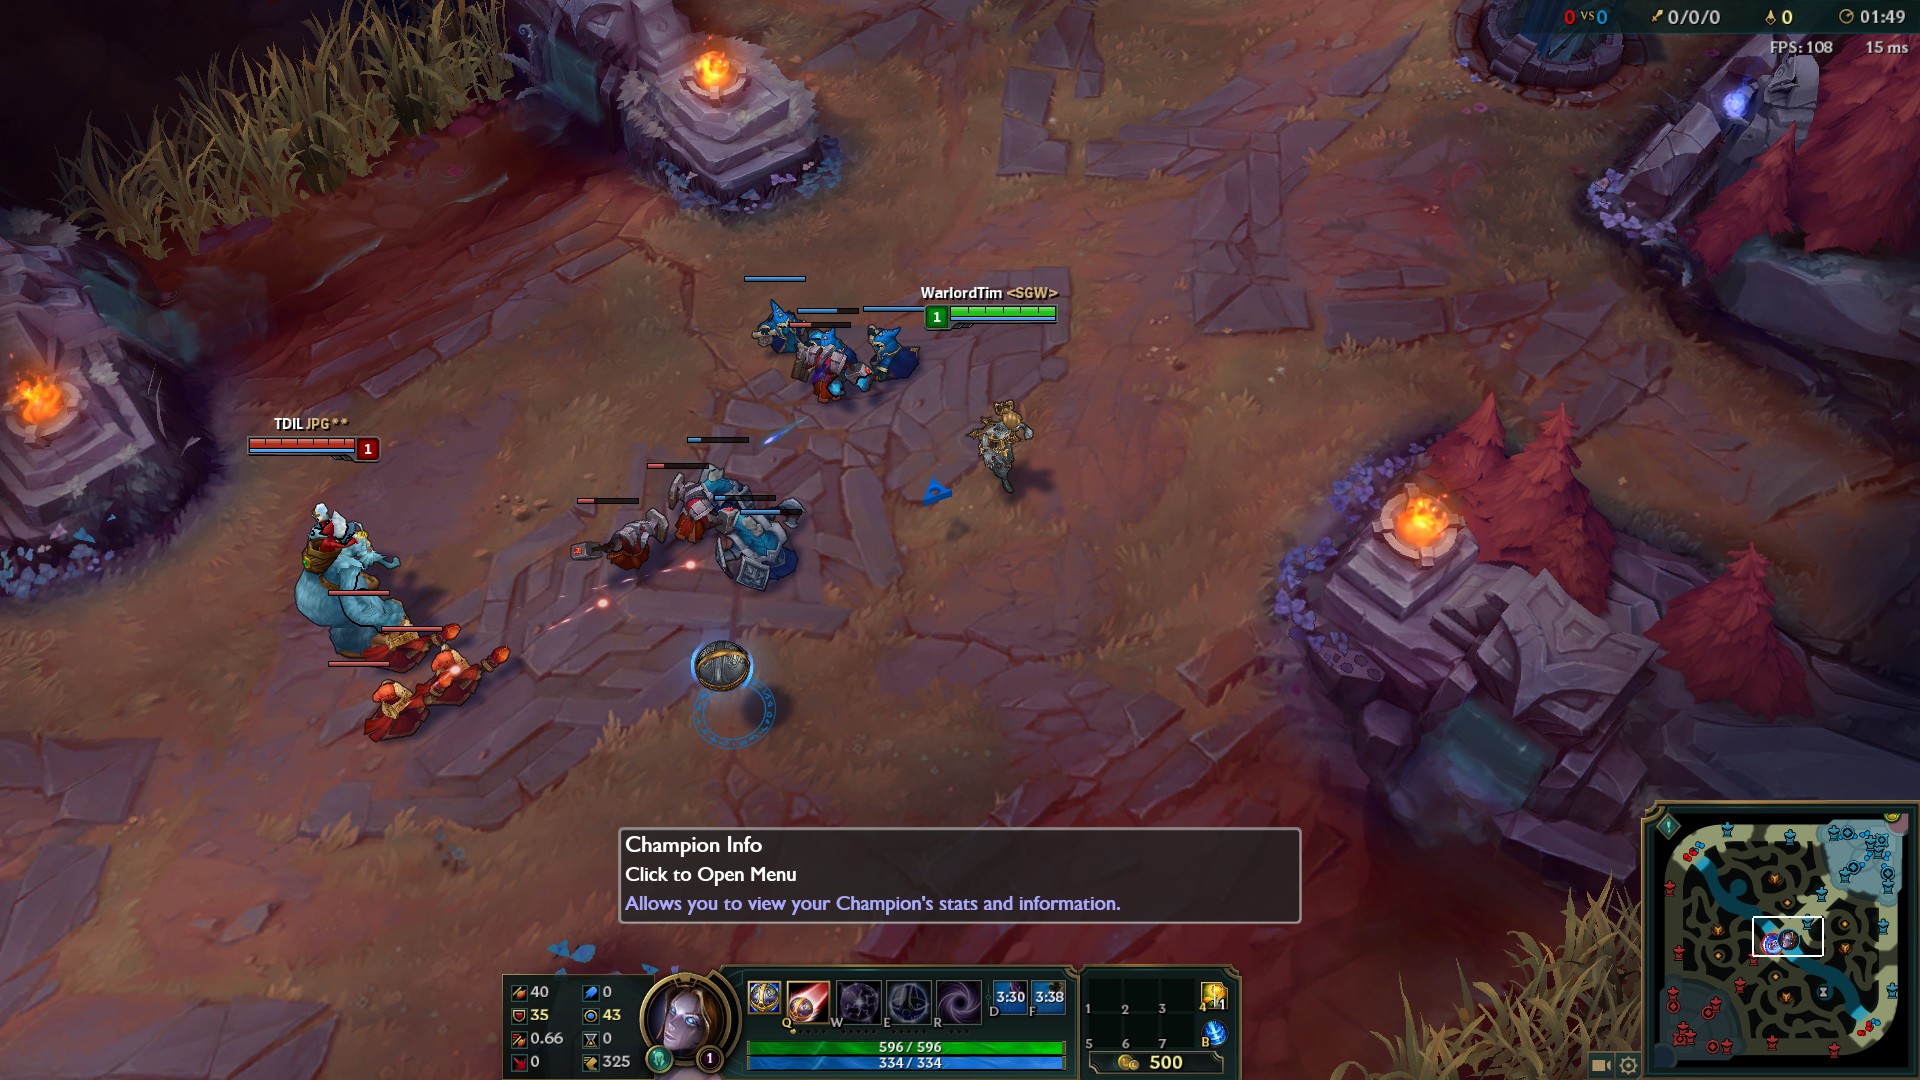 0 vs 0 0/0/0 0 01:49
FPS: 108 15 ms
WarlordTim <SGW>
1
TDIL JPG**
1
Champion Info
Click to Open Menu
Allows you to view your Champion's stats and information.
40 0
35 43
0.66 0
0 325
1
Q W E R
3:30 D 3:38 F
596 / 596
334 / 334
1 2 3 4 1
5 6 7 B
500